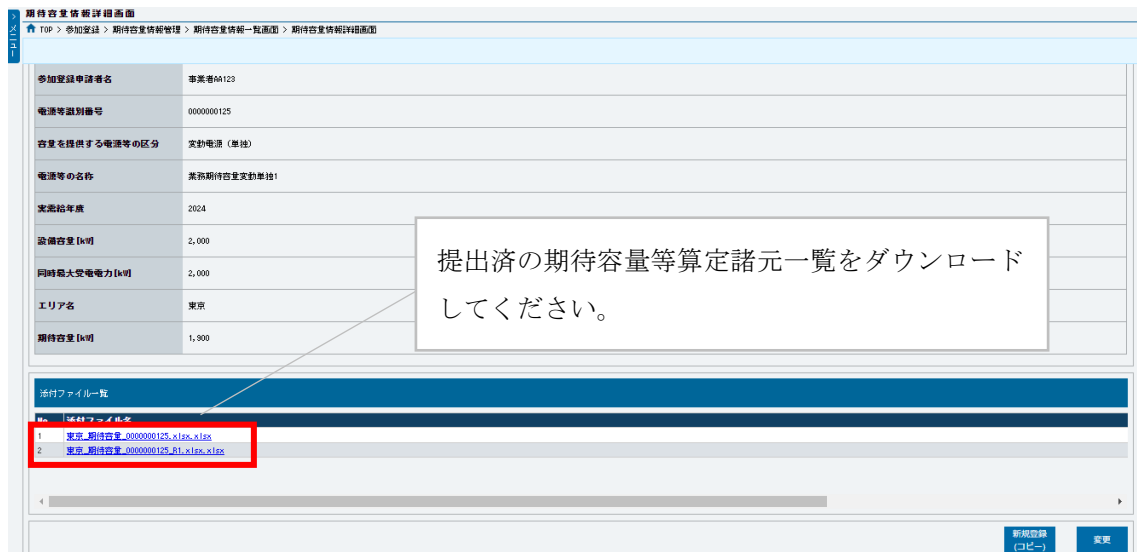 期待容量情報詳細画面
TOP > 参加登録 > 期待容量情報管理 > 期待容量情報一覧画面 > 期待容量情報詳細画面
> メニュー
参加登録申請者名 事業者AA123
電源等識別番号 0000000125
容量を提供する電源等の区分 変動電源（単独）
電源等の名称 業務期待容量変動単独1
実需給年度 2024
設備容量[kW] 2,000
同時最大受電電力[kW] 2,000
エリア名 東京
期待容量[kW] 1,900
提出済の期待容量等算定諸元一覧をダウンロード
してください。
添付ファイル一覧
No 添付ファイル名
1 東京_期待容量_0000000125.xlsx.xlsx
2 東京_期待容量_0000000125_R1.xlsx.xlsx
新規登録
(コピー)
変更